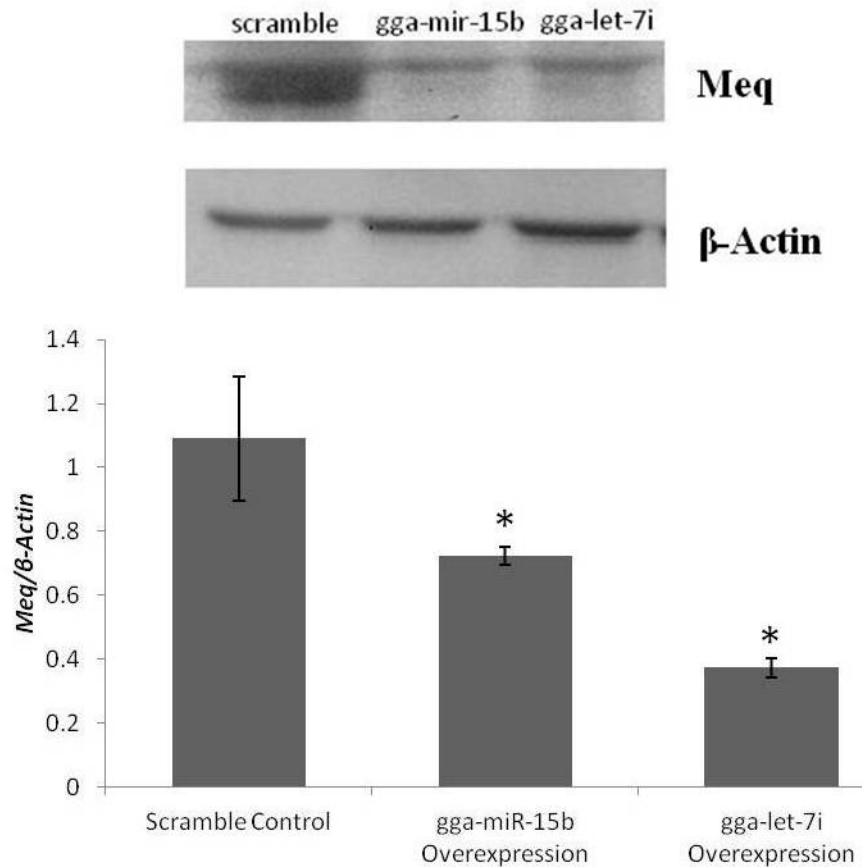 scramble gga-mir-15b gga-let-7i
Meq
β-Actin
1.4
1.2
1
0.8
0.6
0.4
0.2
0
Meq/β-Actin
*
*
Scramble Control
gga-miR-15b
Overexpression
gga-let-7i
Overexpression